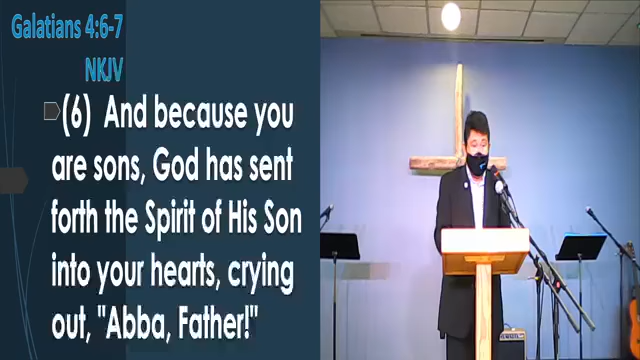 Galatians 4:6-7
NKJV
(6) And because you
are sons, God has sent
forth the Spirit of His Son
into your hearts, crying
out, "Abba, Father!"